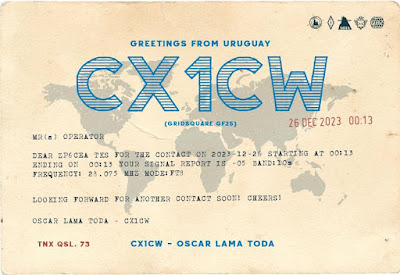 GREETINGS FROM URUGUAY
CX1CW
(GRIDSQUARE GF25)
26 DEC 2023 00:13
MR(s) OPERATOR
DEAR ZP6CEA TKS FOR THE CONTACT ON 2023-12-26 STARTING AT 00:13
ENDING ON 00:13 YOUR SIGNAL REPORT IS -05 BAND:10m
FREQUENCY: 28.075 MHZ MODE:FT8
LOOKING FORWARD FOR ANOTHER CONTACT SOON! CHEERS!
OSCAR LAMA TODA - CX1CW
TNX QSL. 73
CX1CW - OSCAR LAMA TODA